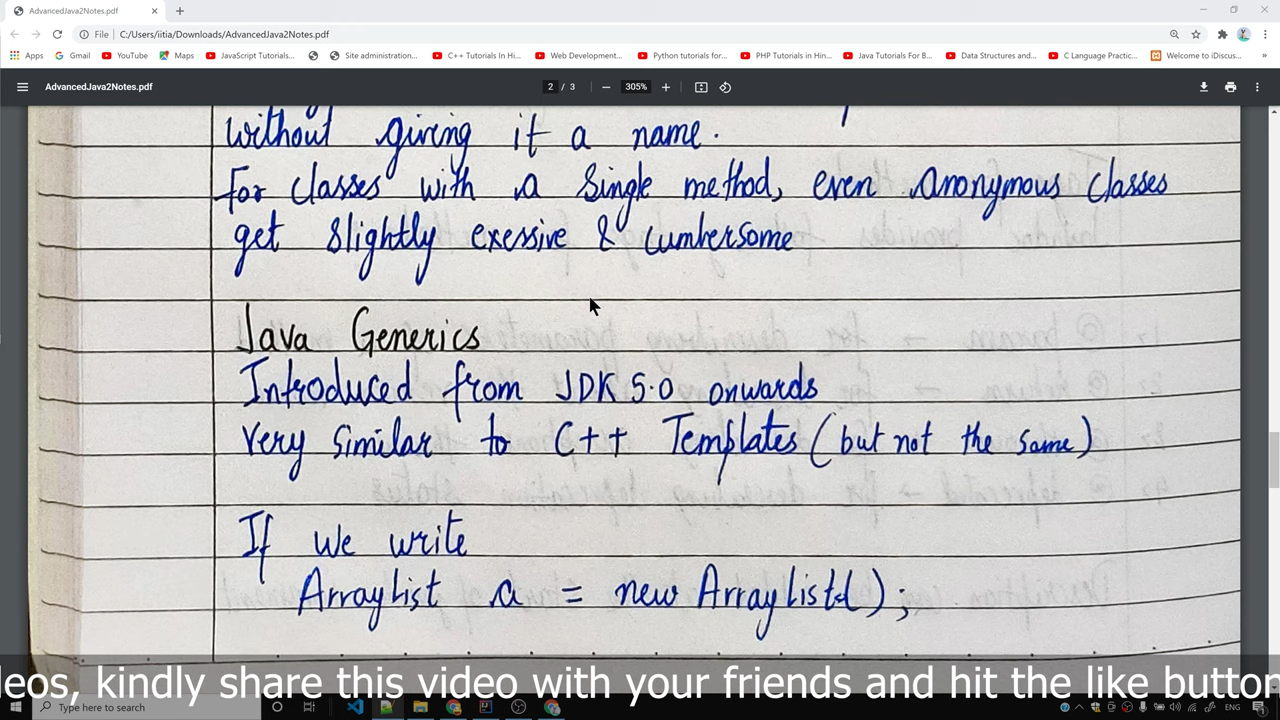 AdvancedJava2Notes.pdf
File C:/Users/iitia/Downloads/AdvancedJava2Notes.pdf
Apps Gmail YouTube Maps JavaScript Tutorials... Site administration... C++ Tutorials In Hi... Web Development... Python tutorials for... PHP Tutorials in Hin... Java Tutorials For B... Data Structures and... C Language Practic... Welcome to iDiscus...
AdvancedJava2Notes.pdf 2 / 3 305%
without giving it a name.
for classes with a single method, even anonymous classes
get slightly exessive & cumbersome
Java Generics
Introduced from JDK 5.0 onwards
Very similar to C++ Templates (but not the same)
If we write
ArrayList a = new ArrayList();
eos, kindly share this video with your friends and hit the like button
Type here to search
ENG